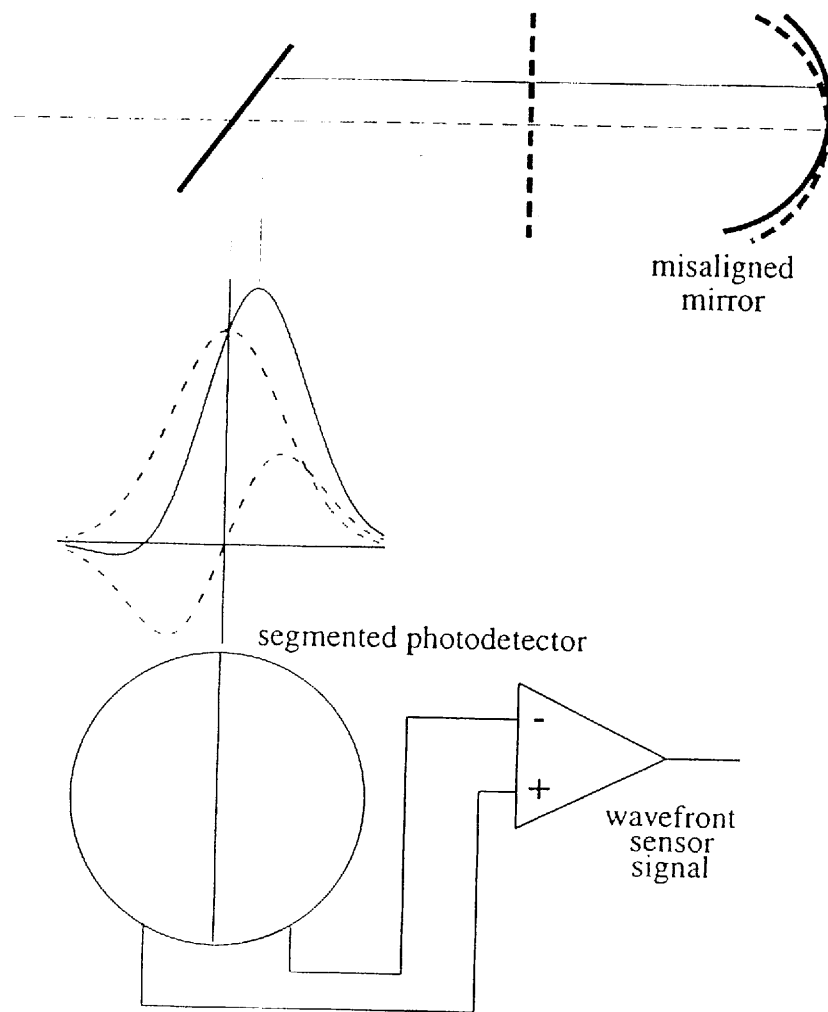 misaligned
mirror
segmented photodetector
-
+
wavefront
sensor
signal